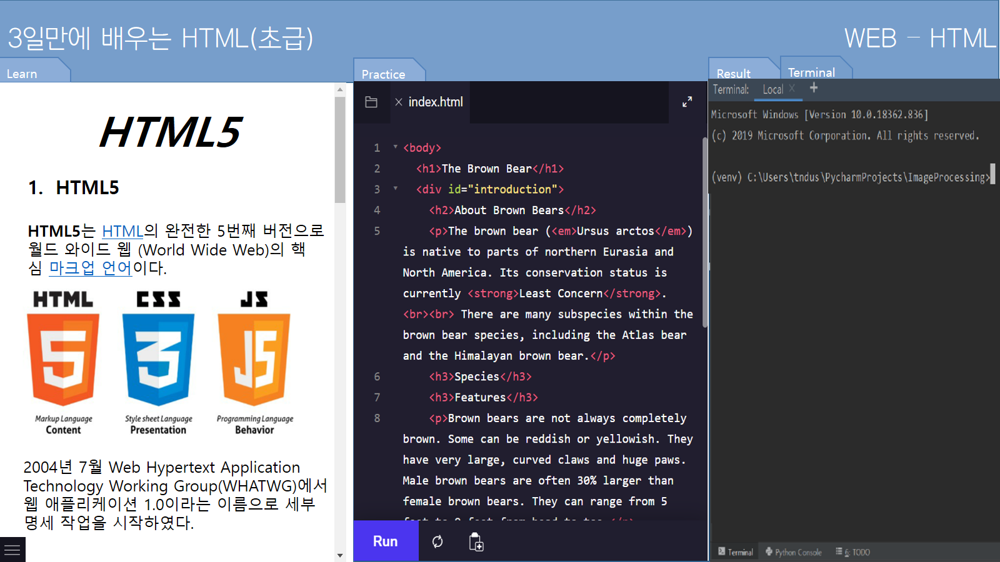 3일만에 배우는 HTML(초급)
WEB - HTML
Learn
HTML5
1. HTML5
HTML5는 HTML의 완전한 5번째 버전으로
월드 와이드 웹 (World Wide Web)의 핵
심 마크업 언어이다.
HTML CSS JS
5 3 JS
Markup Language Style sheet Language Programming Language
Content Presentation Behavior
2004년 7월 Web Hypertext Application
Technology Working Group(WHATWG)에서
웹 애플리케이션 1.0이라는 이름으로 세부
명세 작업을 시작하였다.
Practice
index.html
1 <body>
2 <h1>The Brown Bear</h1>
3 <div id="introduction">
4 <h2>About Brown Bears</h2>
5 <p>The brown bear (<em>Ursus arctos</em>)
is native to parts of northern Eurasia and
North America. Its conservation status is
currently <strong>Least Concern</strong>.
<br><br> There are many subspecies within the
brown bear species, including the Atlas bear
and the Himalayan brown bear.</p>
6 <h3>Species</h3>
7 <h3>Features</h3>
8 <p>Brown bears are not always completely
brown. Some can be reddish or yellowish. They
have very large, curved claws and huge paws.
Male brown bears are often 30% larger than
female brown bears. They can range from 5
Run
Result Terminal
Terminal: Local × +
Microsoft Windows [Version 10.0.18362.836]
(c) 2019 Microsoft Corporation. All rights reserved.
(venv) C:\Users\tndus\PycharmProjects\ImageProcessing>
Terminal Python Console 6: TODO